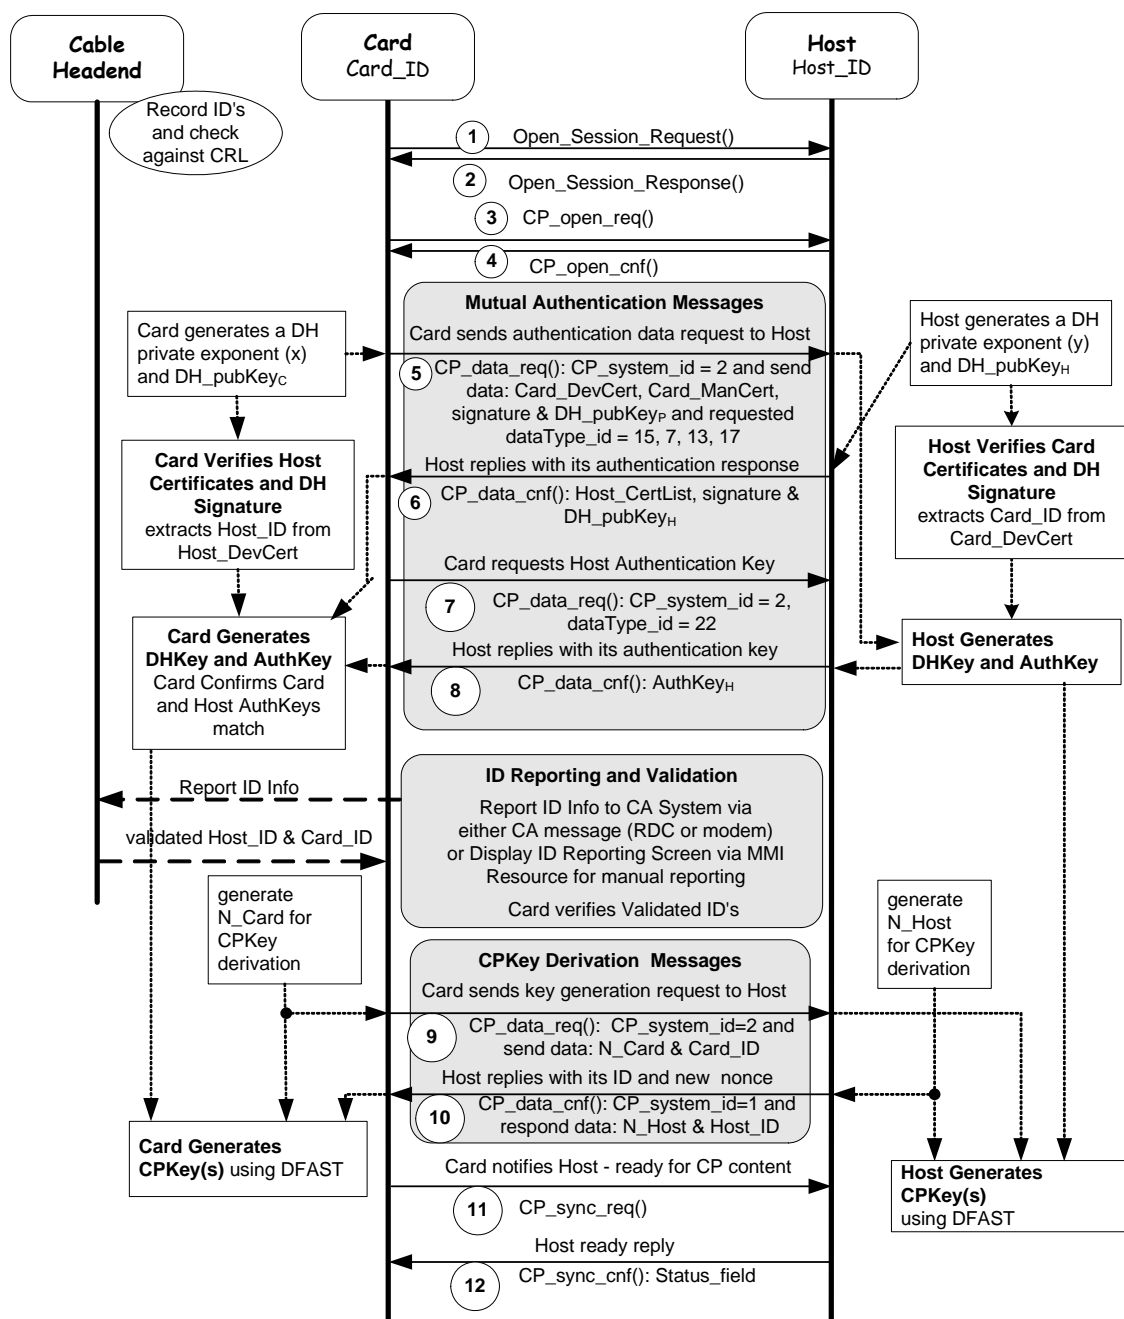 Cable
Headend
Card
Card_ID
Host
Host_ID
Record ID's
and check
against CRL
1
Open_Session_Request()
2
Open_Session_Response()
3
CP_open_req()
4
CP_open_cnf()
Mutual Authentication Messages
Card sends authentication data request to Host
5
CP_data_req(): CP_system_id = 2 and send
data: Card_DevCert, Card_ManCert,
signature & DH_pubKeyP and requested
dataType_id = 15, 7, 13, 17
Host replies with its authentication response
6
CP_data_cnf(): Host_CertList, signature &
DH_pubKeyH
Card requests Host Authentication Key
7
CP_data_req(): CP_system_id = 2,
dataType_id = 22
Host replies with its authentication key
8
CP_data_cnf(): AuthKeyH
Card generates a DH
private exponent (x)
and DH_pubKeyC
Card Verifies Host
Certificates and DH
Signature
extracts Host_ID from
Host_DevCert
Card Generates
DHKey and AuthKey
Card Confirms Card
and Host AuthKeys
match
Host generates a DH
private exponent (y)
and DH_pubKeyH
Host Verifies Card
Certificates and DH
Signature
extracts Card_ID from
Card_DevCert
Host Generates
DHKey and AuthKey
Report ID Info
validated Host_ID & Card_ID
ID Reporting and Validation
Report ID Info to CA System via
either CA message (RDC or modem)
or Display ID Reporting Screen via MMI
Resource for manual reporting
Card verifies Validated ID's
generate
N_Card for
CPKey
derivation
generate
N_Host
for CPKey
derivation
CPKey Derivation Messages
Card sends key generation request to Host
9
CP_data_req(): CP_system_id=2 and
send data: N_Card & Card_ID
Host replies with its ID and new nonce
10
CP_data_cnf(): CP_system_id=1 and
respond data: N_Host & Host_ID
Card Generates
CPKey(s) using DFAST
Host Generates
CPKey(s)
using DFAST
Card notifies Host - ready for CP content
11
CP_sync_req()
Host ready reply
12
CP_sync_cnf(): Status_field